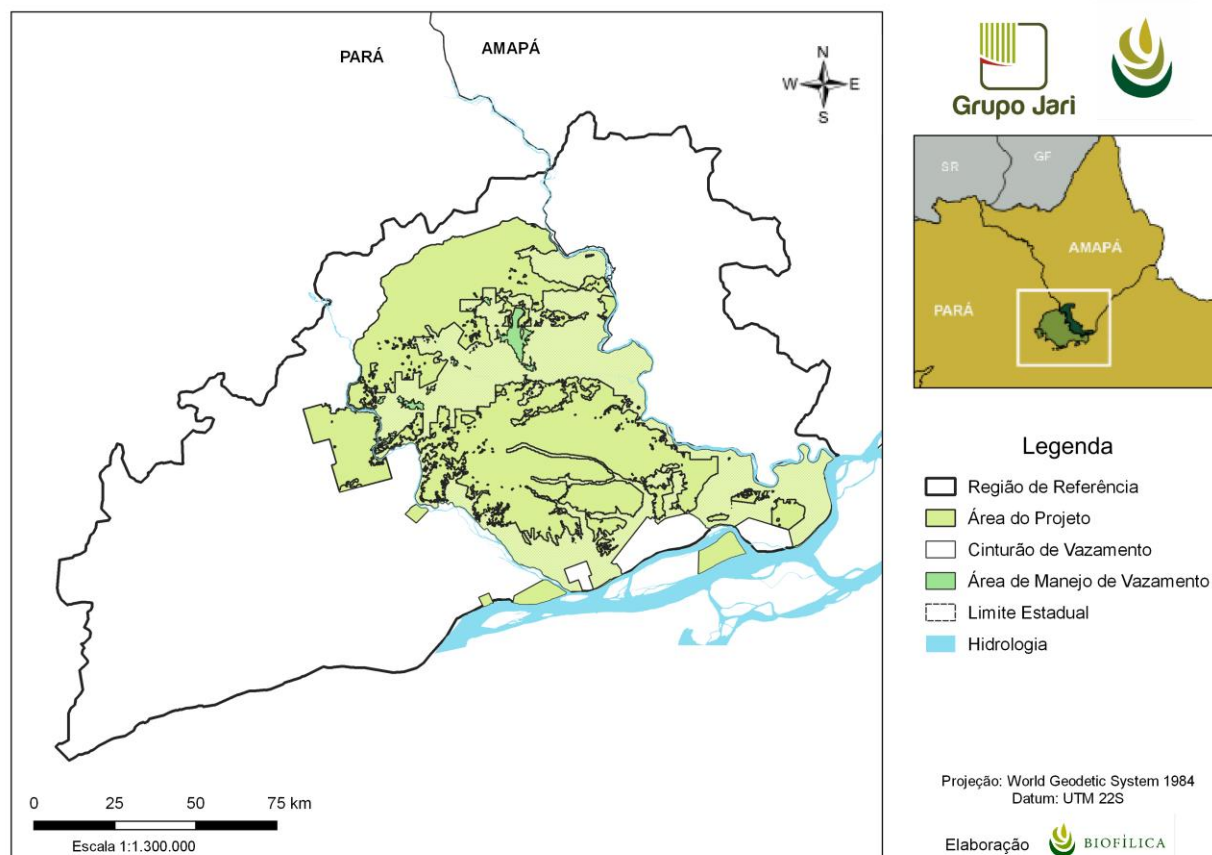 PARÁ
AMAPÁ
N
W
E
S
Grupo Jari
SR
GF
AMAPÁ
PARÁ
Legenda
Região de Referência
Área do Projeto
Cinturão de Vazamento
Área de Manejo de Vazamento
Limite Estadual
Hidrologia
0 25 50 75 km
Escala 1:1.300.000
Projeção: World Geodetic System 1984
Datum: UTM 22S
Elaboração BIOFÍLICA